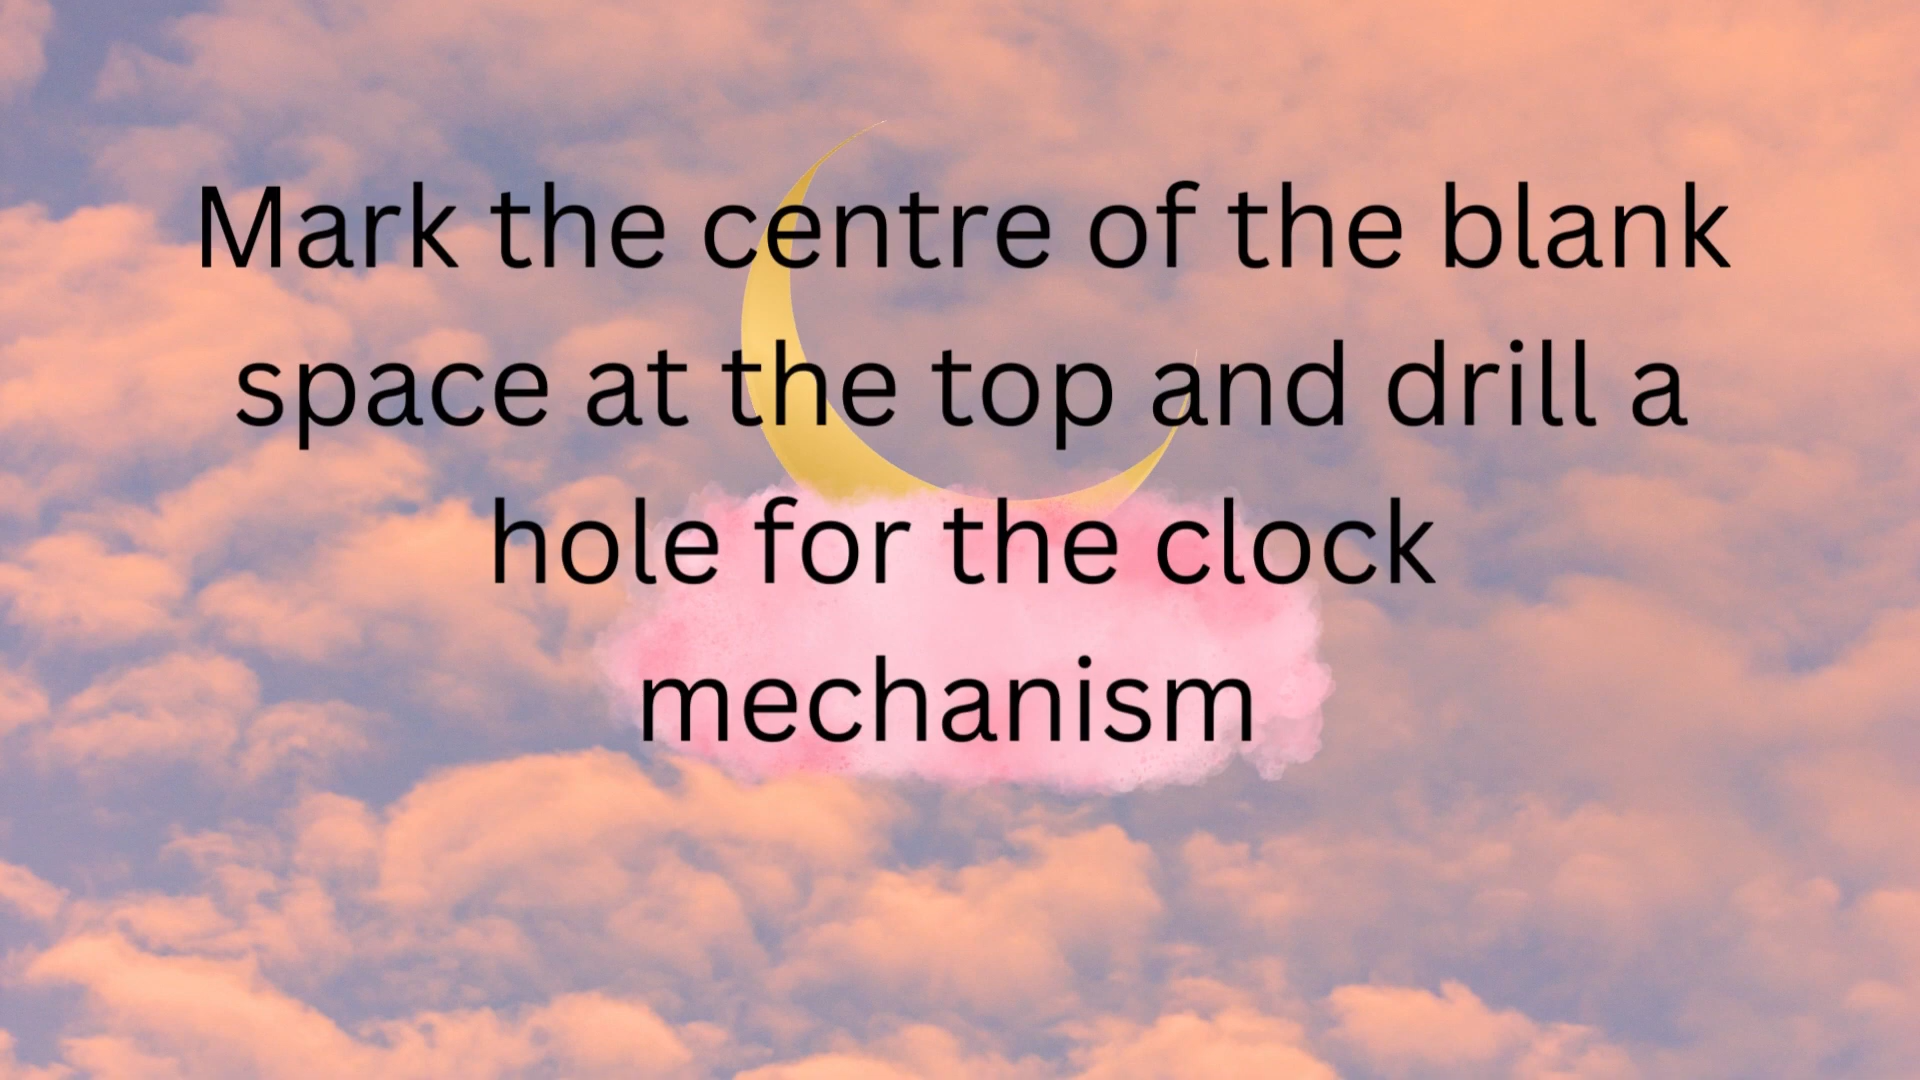 Mark the centre of the blank
space at the top and drill a
hole for the clock
mechanism